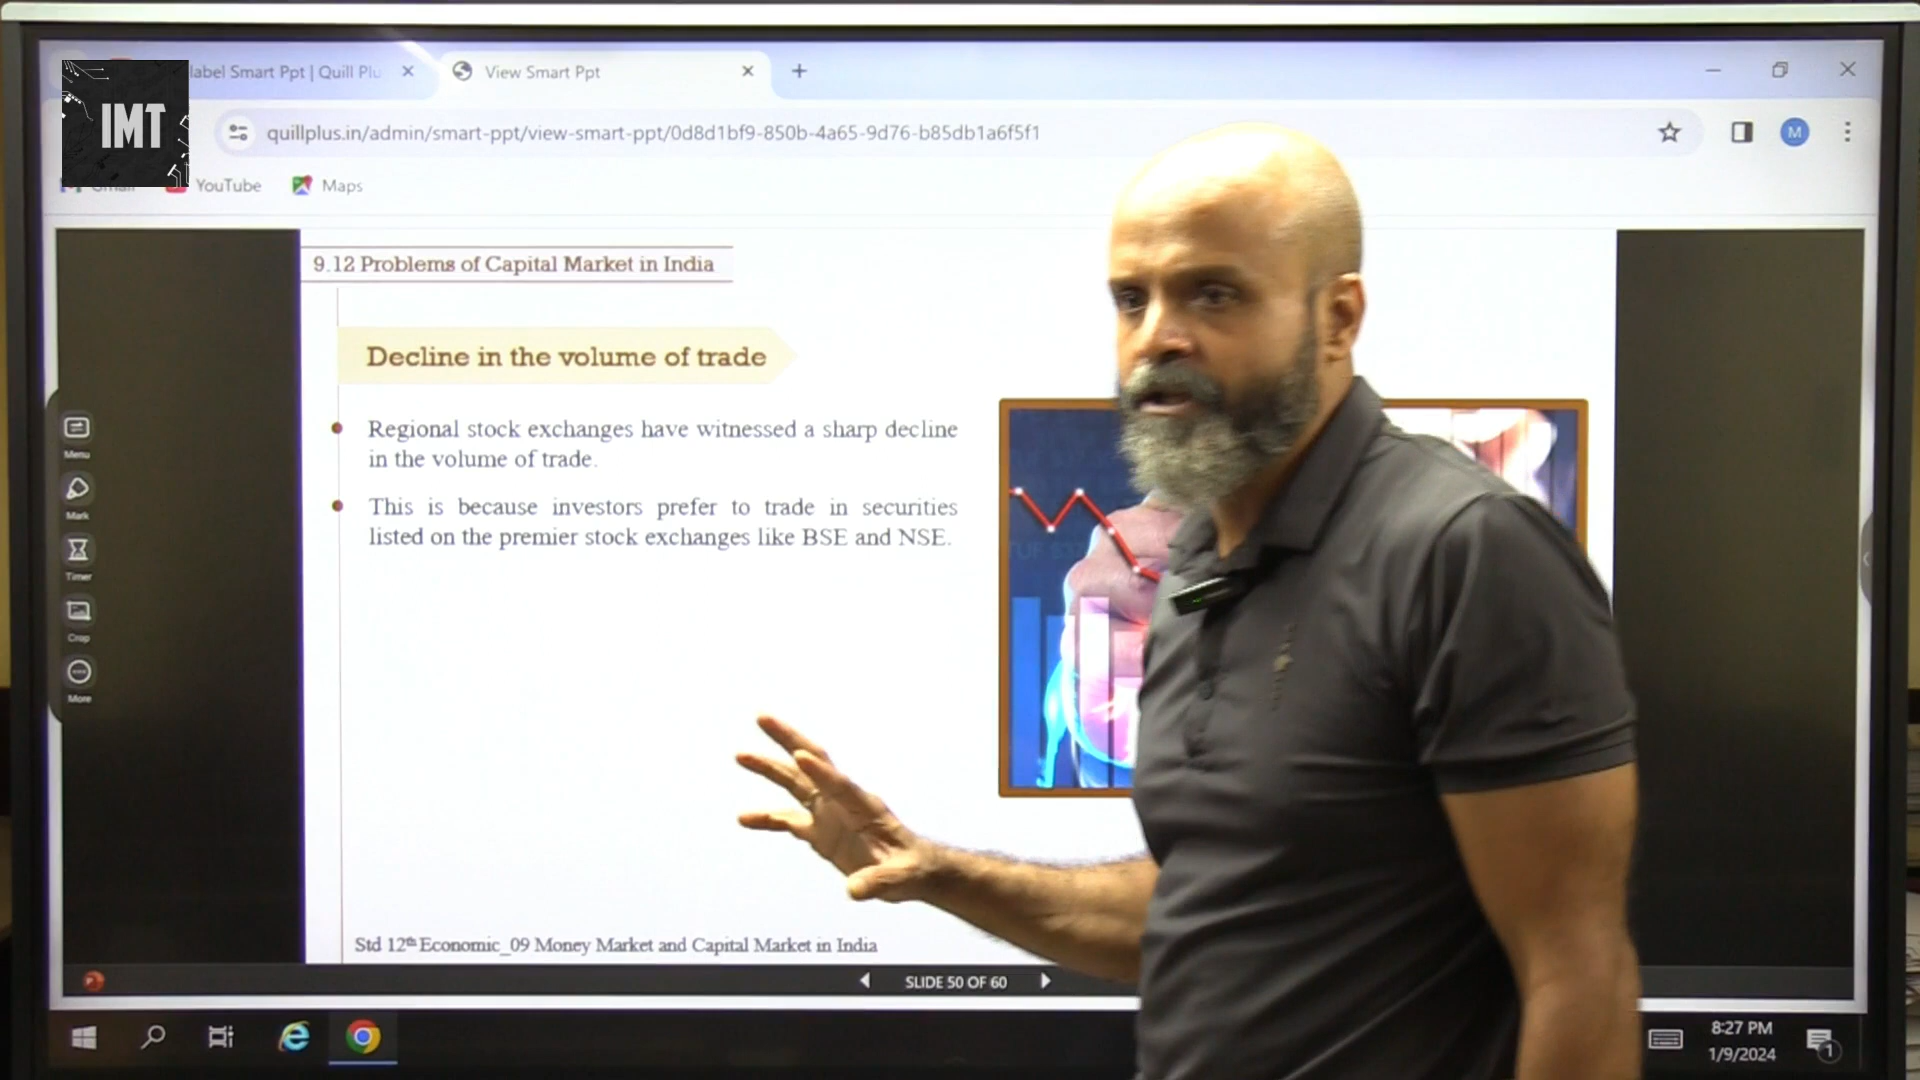 label Smart Ppt | Quill Plu
View Smart Ppt
IMT
quillplus.in/admin/smart-ppt/view-smart-ppt/0d8d1bf9-850b-4a65-9d76-b85db1a6f5f1
M
Gmail
YouTube
Maps
9.12 Problems of Capital Market in India
Decline in the volume of trade
Regional stock exchanges have witnessed a sharp decline
in the volume of trade.
This is because investors prefer to trade in securities
listed on the premier stock exchanges like BSE and NSE.
Menu
Mark
Timer
Crop
More
Std 12th Economic_09 Money Market and Capital Market in India
SLIDE 50 OF 60
8:27 PM
1/9/2024
1